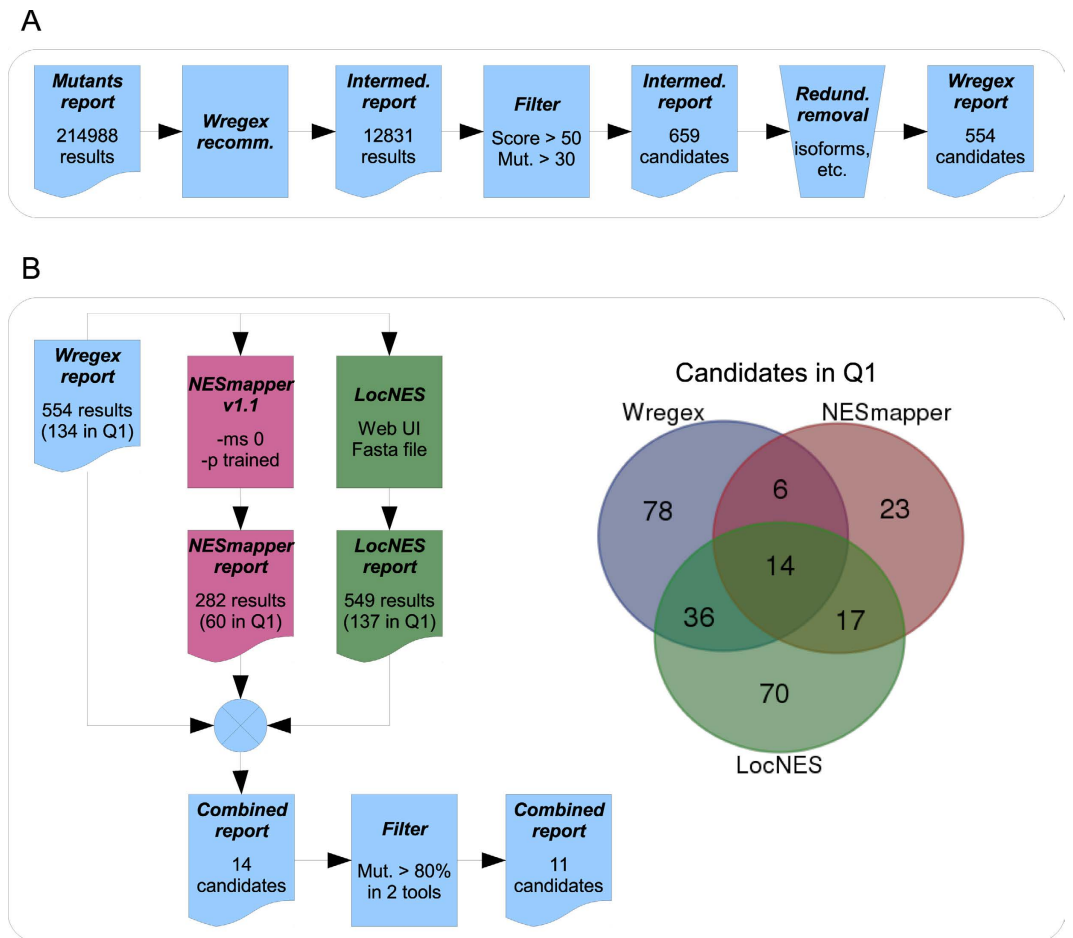 A
Mutants
report
214988
results
Wregex
recomm.
Intermed.
report
12831
results
Filter
Score > 50
Mut. > 30
Intermed.
report
659
candidates
Redund.
removal
isoforms,
etc.
Wregex
report
554
candidates
B
Wregex
report
554 results
(134 in Q1)
NESmapper
v1.1
-ms 0
-p trained
LocNES
Web UI
Fasta file
NESmapper
report
282 results
(60 in Q1)
LocNES
report
549 results
(137 in Q1)
Combined
report
14
candidates
Filter
Mut. > 80%
in 2 tools
Combined
report
11
candidates
Candidates in Q1
Wregex
NESmapper
78
6
23
14
36
17
70
LocNES